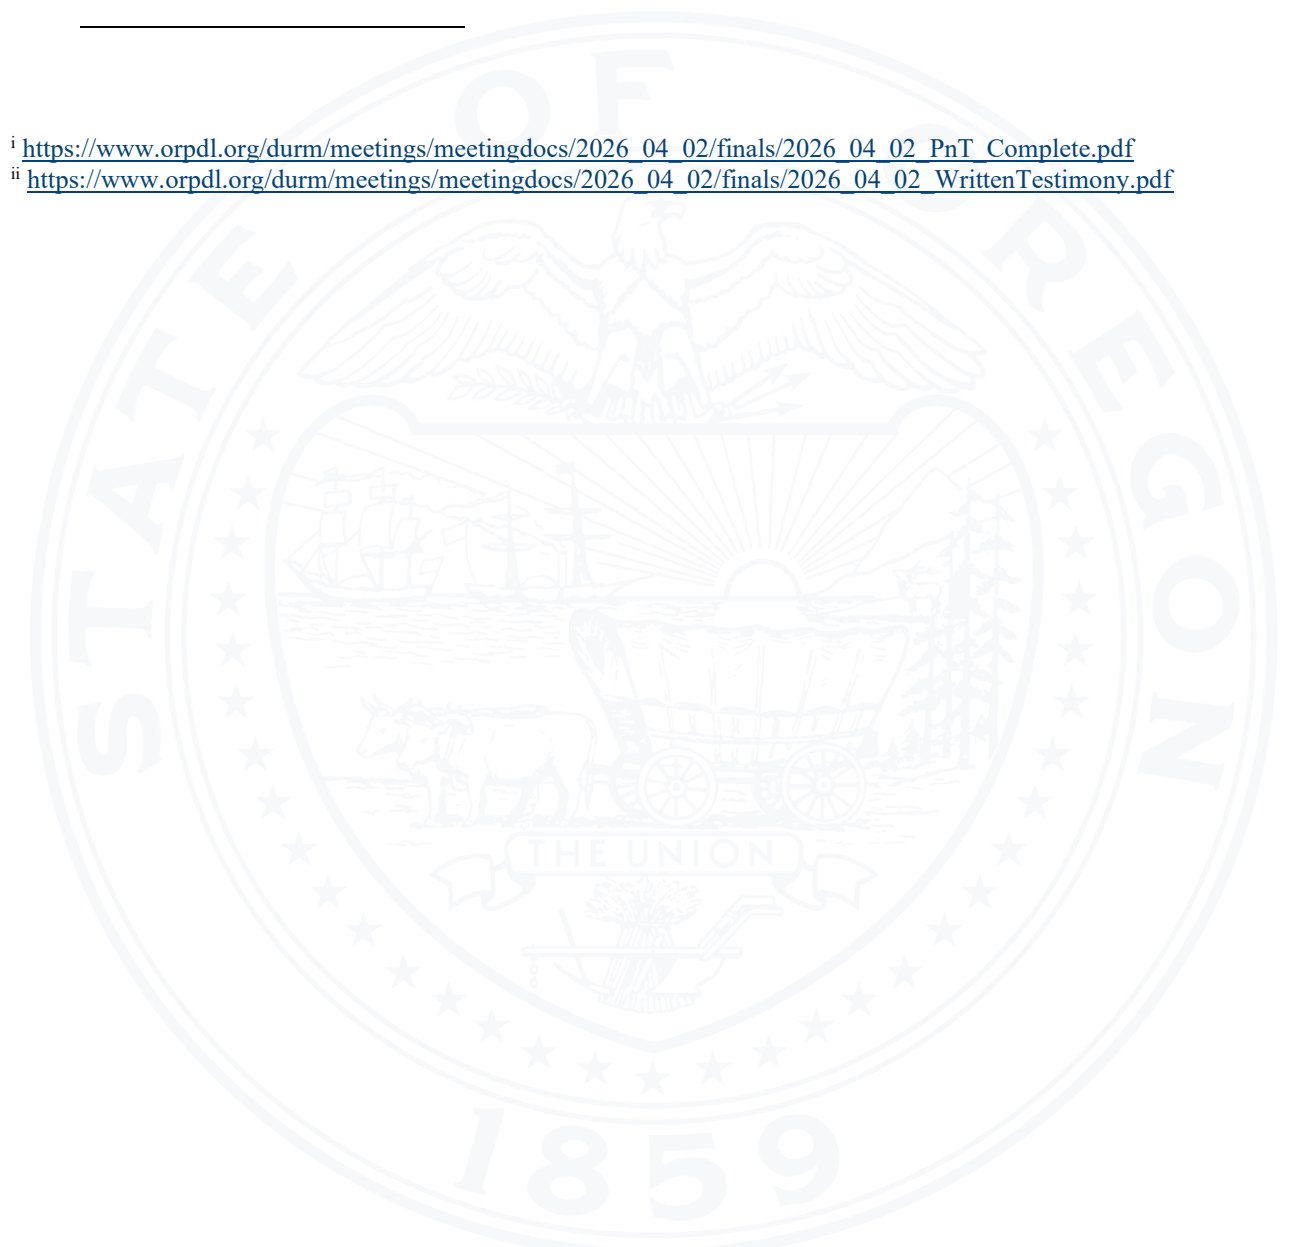 i https://www.orpdl.org/durm/meetings/meetingdocs/2026_04_02/finals/2026_04_02_PnT_Complete.pdf
ii https://www.orpdl.org/durm/meetings/meetingdocs/2026_04_02/finals/2026_04_02_WrittenTestimony.pdf
STATE OF OREGON
THE UNION
1859